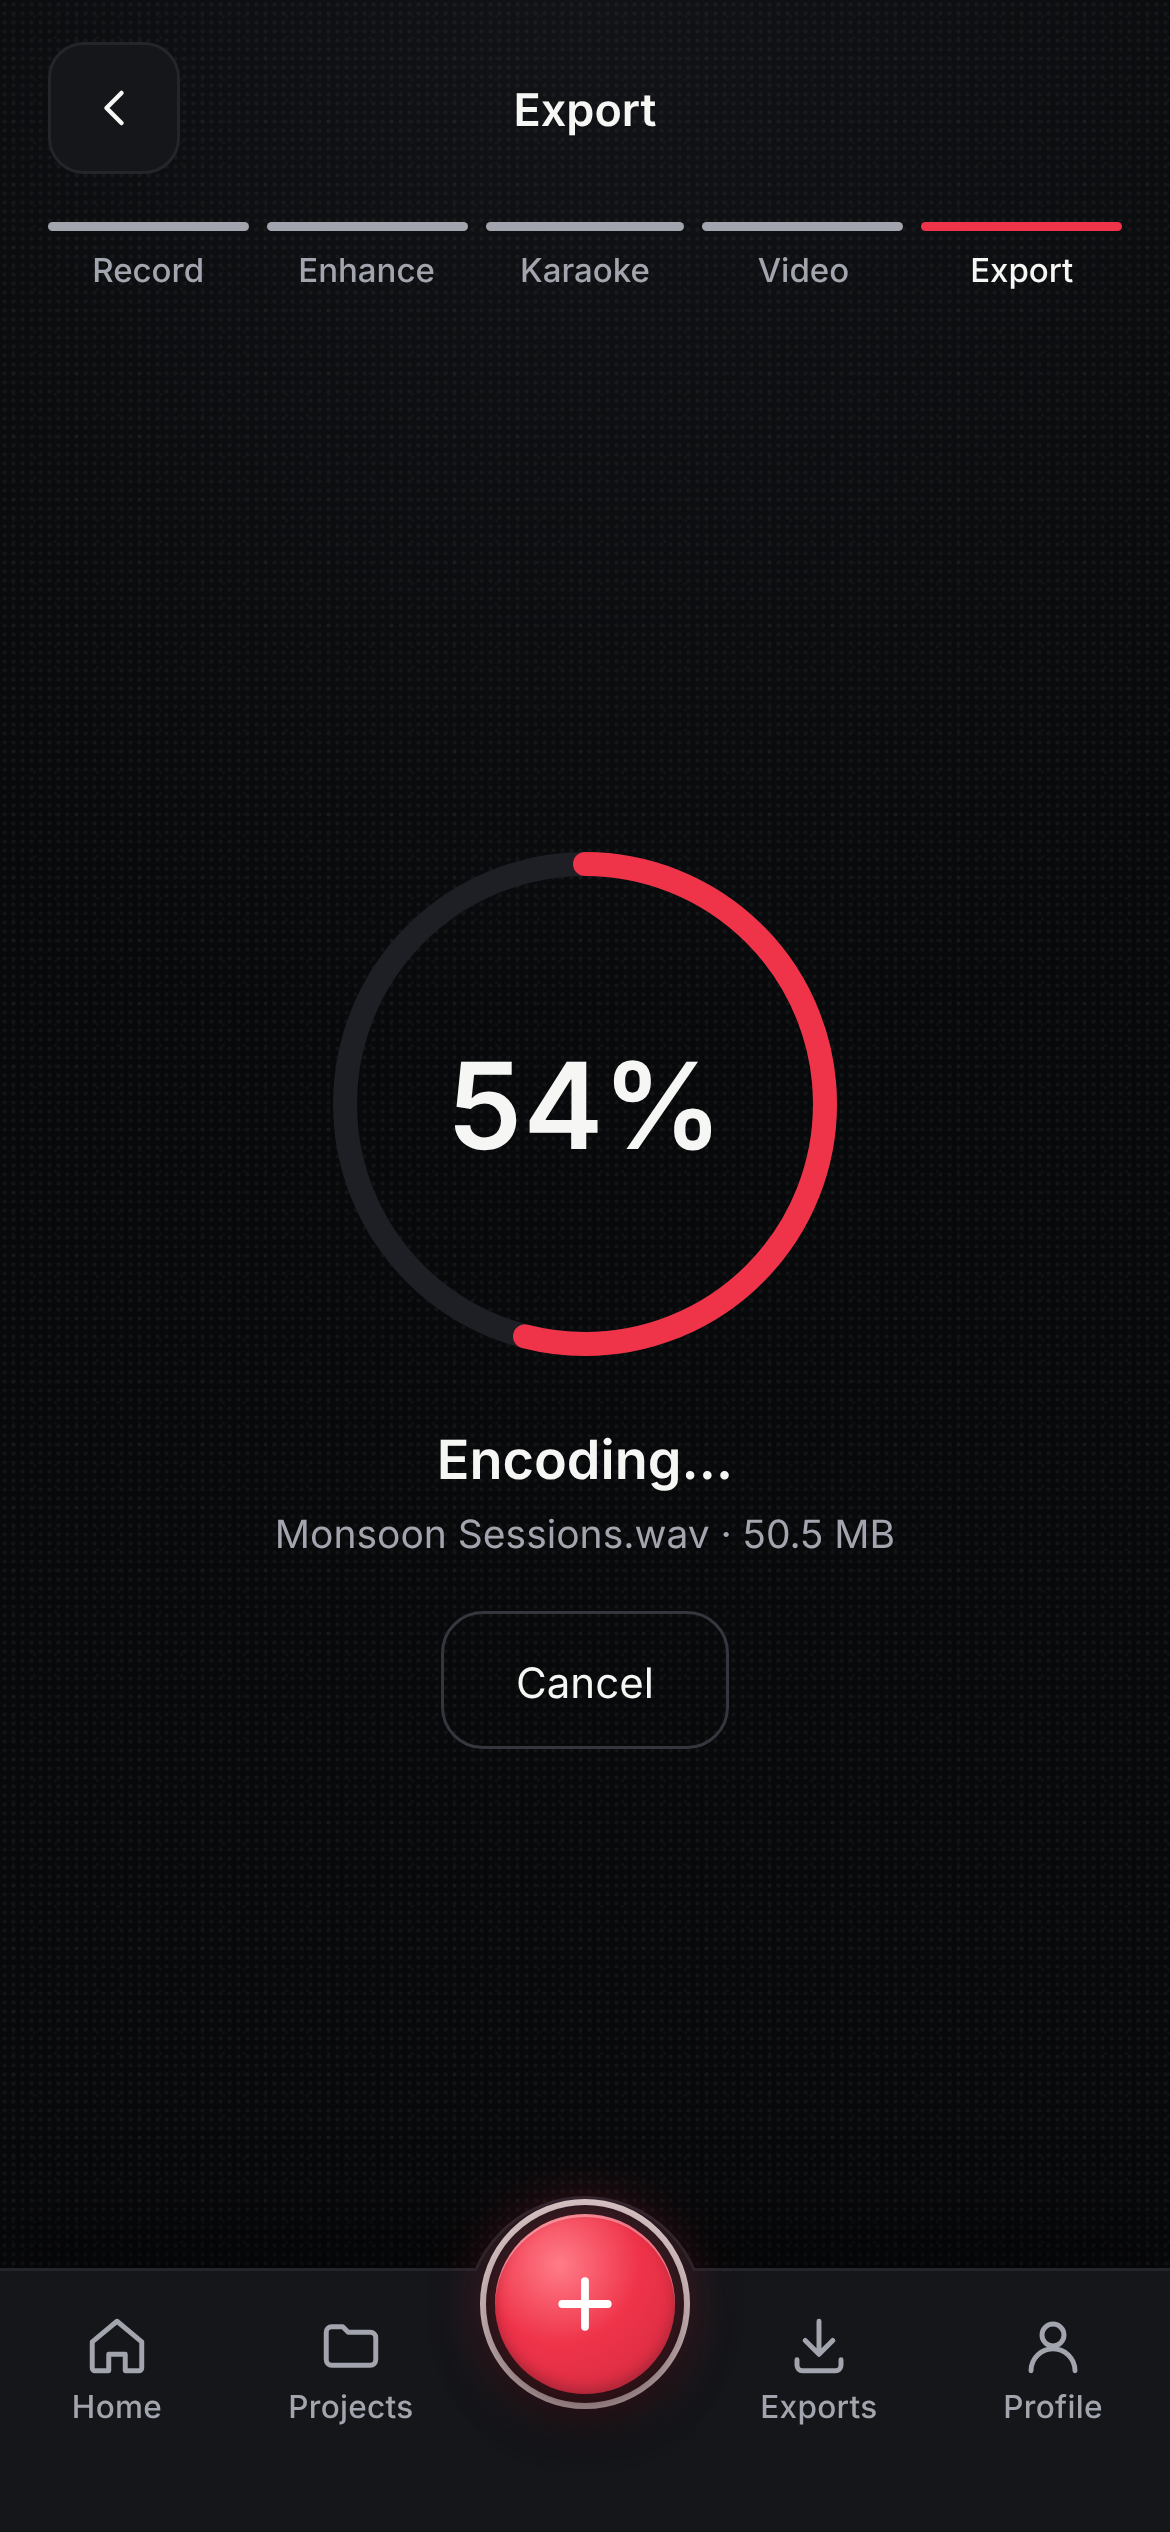 Export
Record Enhance Karaoke Video Export
54%
Encoding...
Monsoon Sessions.wav · 50.5 MB
Cancel
Home Projects Exports Profile